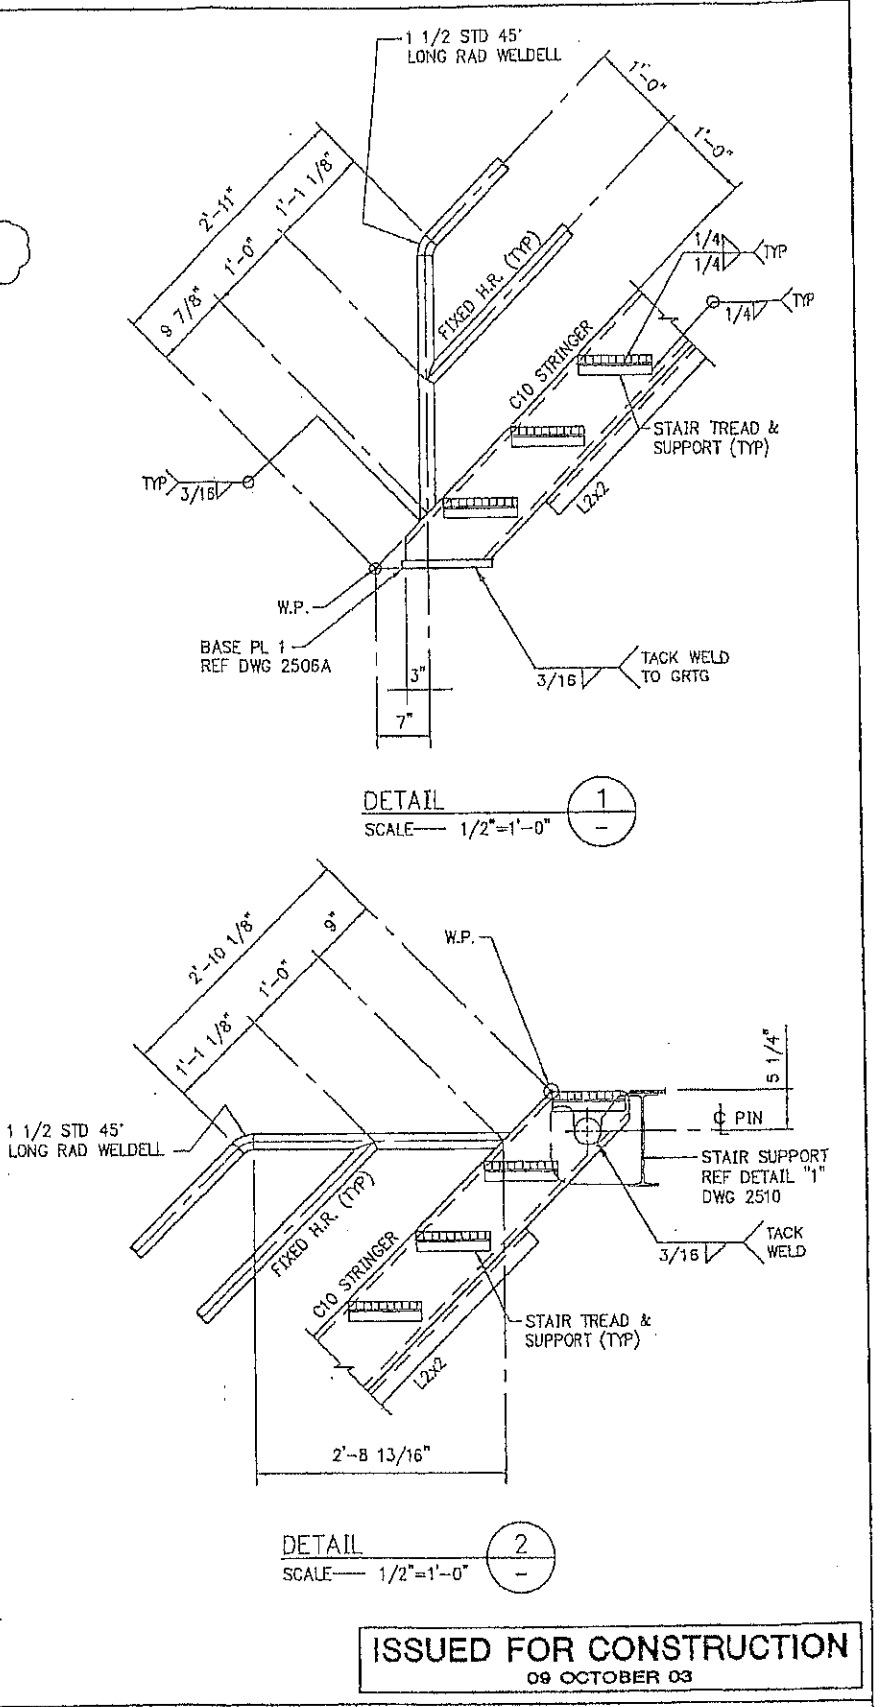 1 1/2 STD 45'
LONG RAD WELDELL
1'-0"
1'-0"
2'-11"
1'-1 1/8"
1'-0"
9 7/8"
FIXED H.R. (TYP)
1/4
1/4
TYP
1/4
TYP
C10 STRINGER
STAIR TREAD &
SUPPORT (TYP)
L2x2
TYP
3/16
W.P.
BASE PL 1
REF DWG 2506A
3"
7"
3/16
TACK WELD
TO GRTG
DETAIL
1
SCALE— 1/2"=1'-0"
-
2'-10 1/8"
9"
1'-0"
1'-1 1/8"
W.P.
5 1/4"
℄ PIN
1 1/2 STD 45'
LONG RAD WELDELL
STAIR SUPPORT
REF DETAIL "1"
DWG 2510
FIXED H.R. (TYP)
C10 STRINGER
3/16
TACK
WELD
STAIR TREAD &
SUPPORT (TYP)
L2x2
2'-8 13/16"
DETAIL
2
SCALE— 1/2"=1'-0"
-
ISSUED FOR CONSTRUCTION
09 OCTOBER 03